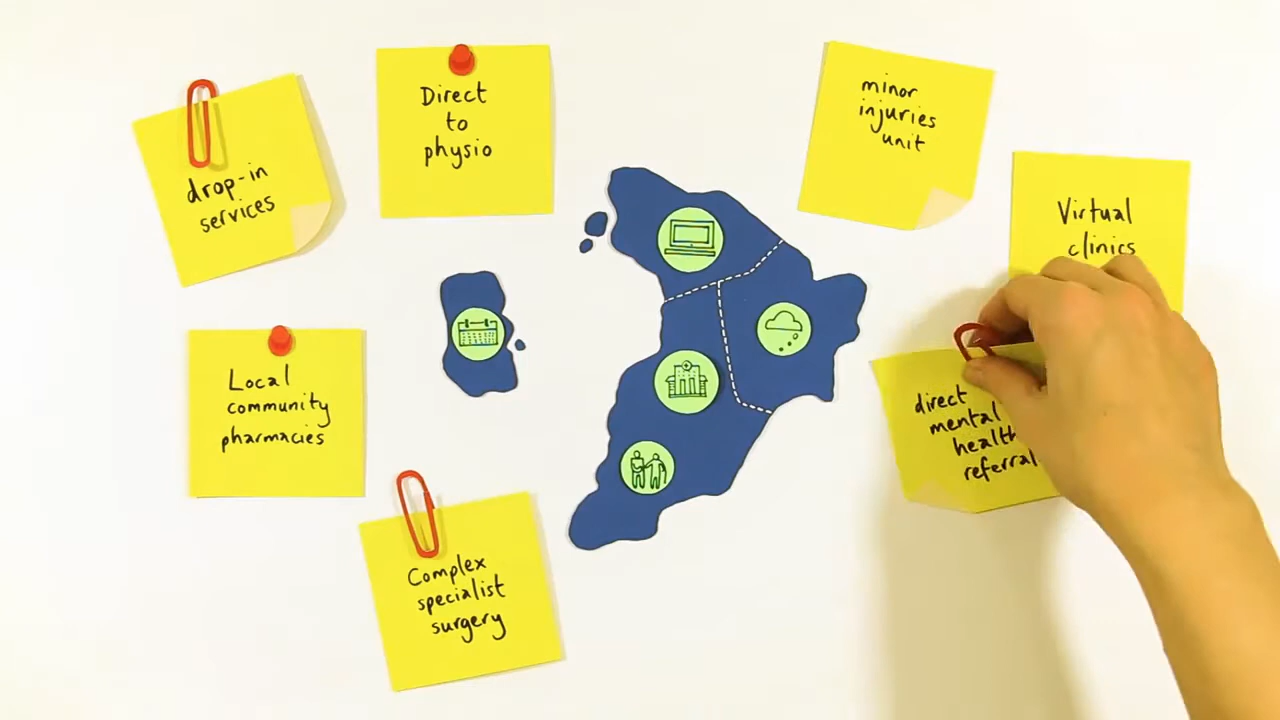 drop-in
services
Direct
to
physio
minor
injuries
unit
Virtual
clinics
Local
community
pharmacies
direct
mental
health
referral
Complex
specialist
surgery